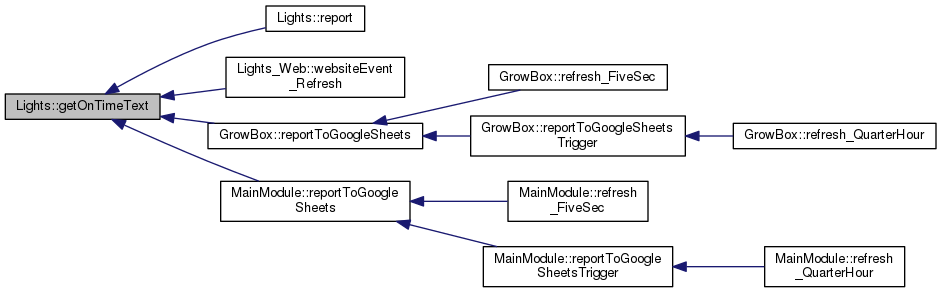 Lights::report
Lights_Web::websiteEvent
_Refresh
GrowBox::refresh_FiveSec
Lights::getOnTimeText
GrowBox::reportToGoogleSheets
GrowBox::reportToGoogleSheets
Trigger
GrowBox::refresh_QuarterHour
MainModule::reportToGoogle
Sheets
MainModule::refresh
_FiveSec
MainModule::reportToGoogle
SheetsTrigger
MainModule::refresh
_QuarterHour